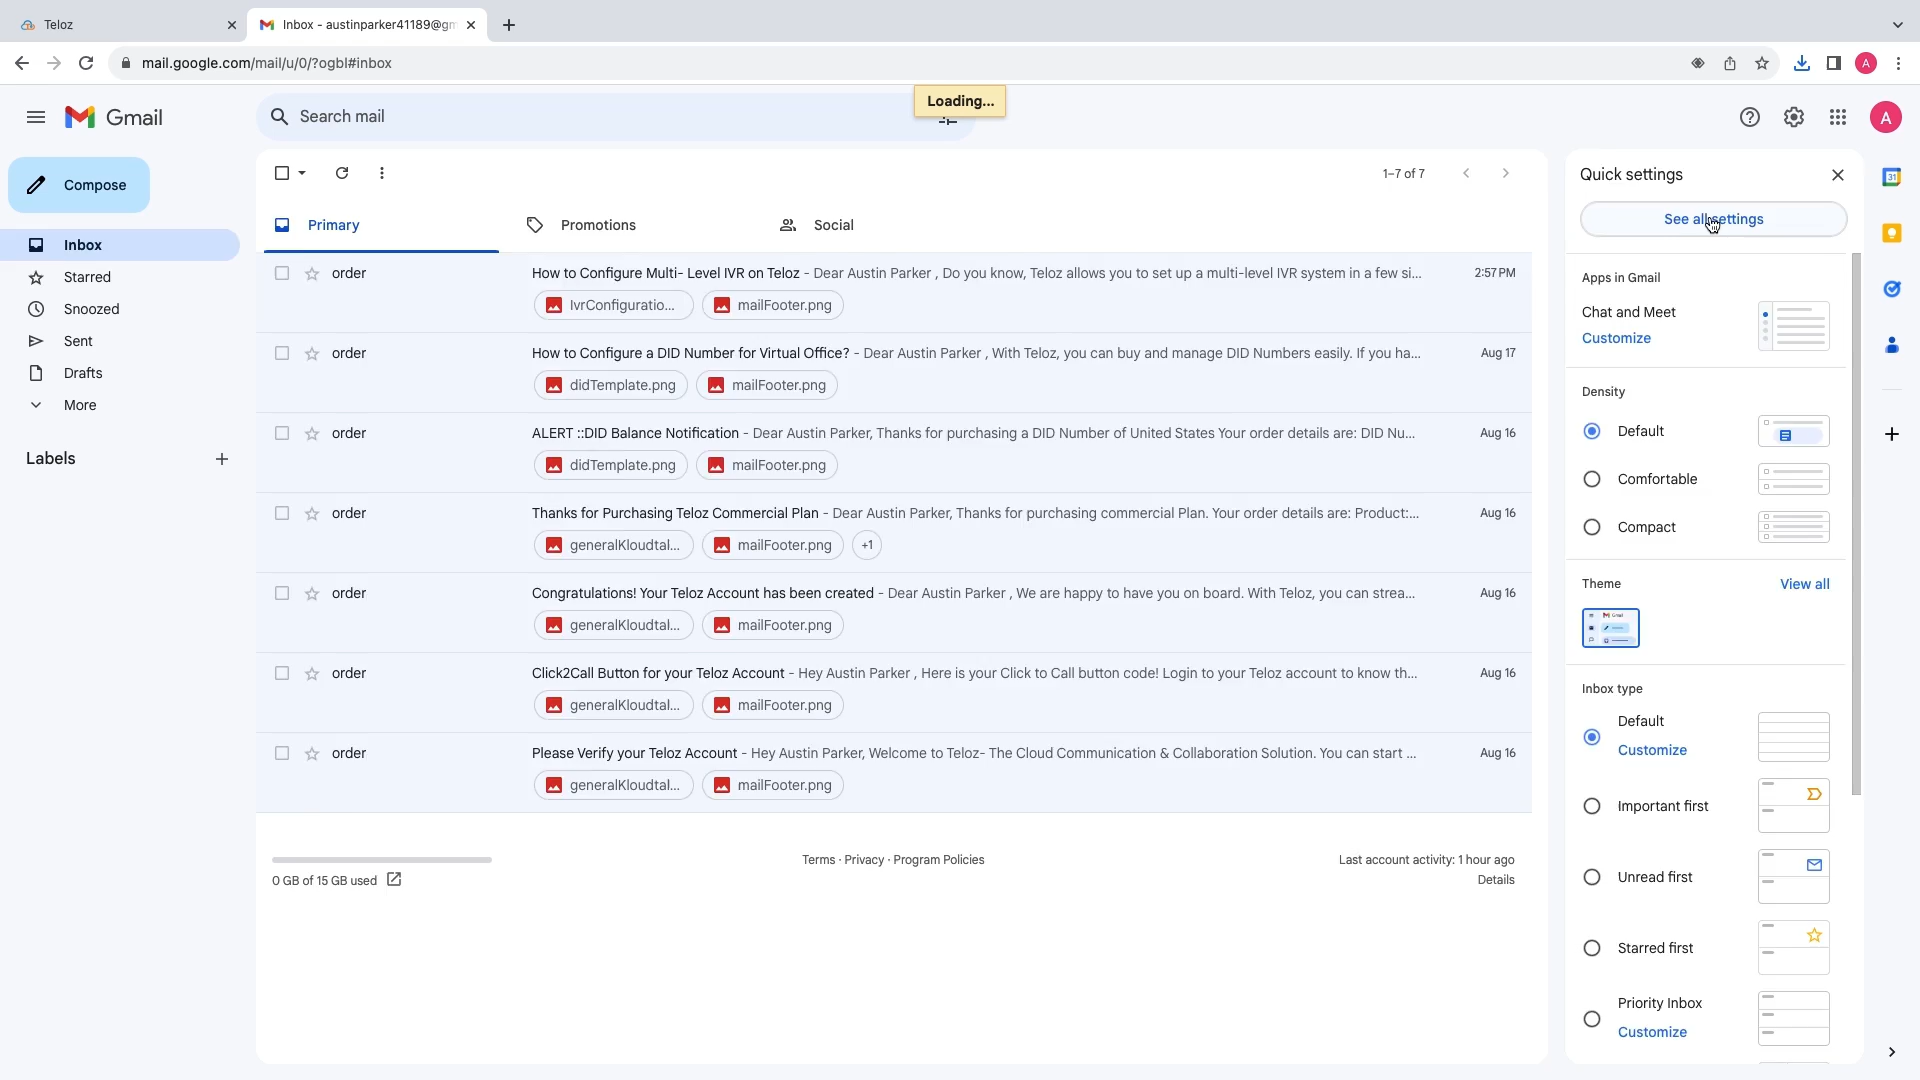 Teloz
Inbox - austinparker41189@gm
mail.google.com/mail/u/0/?ogbl#inbox
A
Loading...
Gmail
Search mail
A
Compose
Inbox
Starred
Snoozed
Sent
Drafts
More
Labels
1–7 of 7
Primary
Promotions
Social
order
How to Configure Multi- Level IVR on Teloz - Dear Austin Parker , Do you know, Teloz allows you to set up a multi-level IVR system in a few si...
2:57 PM
IvrConfiguratio...
mailFooter.png
order
How to Configure a DID Number for Virtual Office? - Dear Austin Parker , With Teloz, you can buy and manage DID Numbers easily. If you ha...
Aug 17
didTemplate.png
mailFooter.png
order
ALERT ::DID Balance Notification - Dear Austin Parker, Thanks for purchasing a DID Number of United States Your order details are: DID Nu...
Aug 16
didTemplate.png
mailFooter.png
order
Thanks for Purchasing Teloz Commercial Plan - Dear Austin Parker, Thanks for purchasing commercial Plan. Your order details are: Product:...
Aug 16
generalKloudtal...
mailFooter.png
+1
order
Congratulations! Your Teloz Account has been created - Dear Austin Parker , We are happy to have you on board. With Teloz, you can strea...
Aug 16
generalKloudtal...
mailFooter.png
order
Click2Call Button for your Teloz Account - Hey Austin Parker , Here is your Click to Call button code! Login to your Teloz account to know th...
Aug 16
generalKloudtal...
mailFooter.png
order
Please Verify your Teloz Account - Hey Austin Parker, Welcome to Teloz- The Cloud Communication & Collaboration Solution. You can start ...
Aug 16
generalKloudtal...
mailFooter.png
0 GB of 15 GB used
Terms · Privacy · Program Policies
Last account activity: 1 hour ago
Details
Quick settings
See all settings
Apps in Gmail
Chat and Meet
Customize
Density
Default
Comfortable
Compact
Theme
View all
Gmail
Inbox type
Default
Customize
Important first
Unread first
Starred first
Priority Inbox
Customize
31